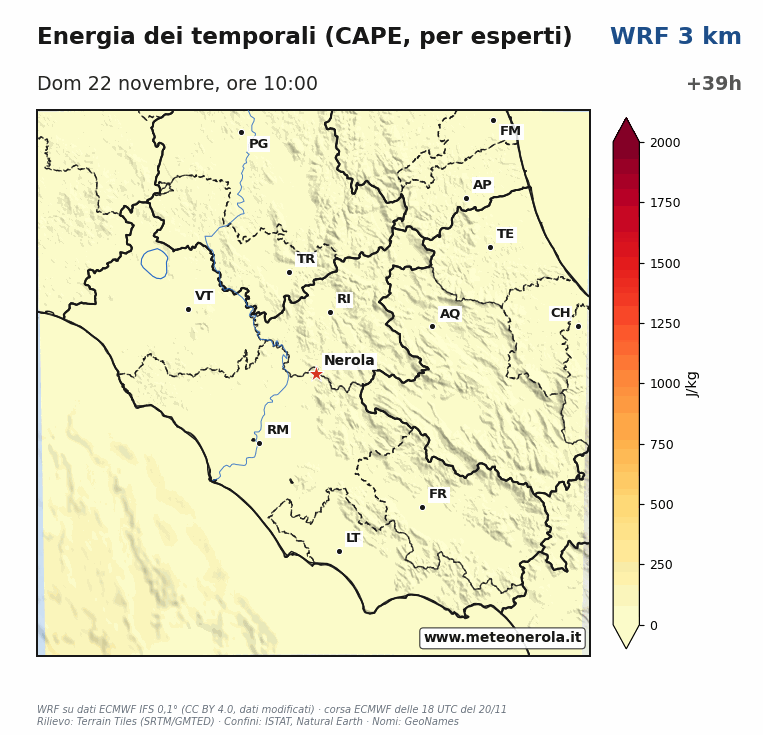 Energia dei temporali (CAPE, per esperti)
WRF 3 km
Dom 22 novembre, ore 10:00
+39h
PG
FM
AP
TE
TR
VT
RI
AQ
CH
Nerola
RM
FR
LT
www.meteonerola.it
2000
1750
1500
1250
1000
750
500
250
0
J/kg
WRF su dati ECMWF IFS 0,1° (CC BY 4.0, dati modificati) · corsa ECMWF delle 18 UTC del 20/11
Rilievo: Terrain Tiles (SRTM/GMTED) · Confini: ISTAT, Natural Earth · Nomi: GeoNames